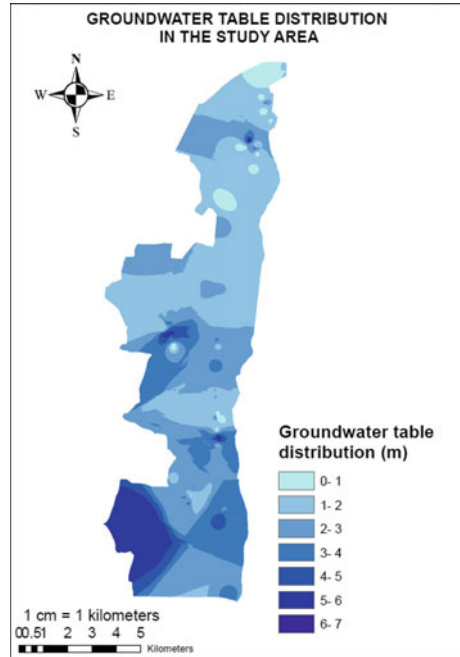 GROUNDWATER TABLE DISTRIBUTION
IN THE STUDY AREA
N
W E
S
Groundwater table
distribution (m)
0- 1
1- 2
2- 3
3- 4
4- 5
5- 6
6- 7
1 cm = 1 kilometers
00.51 2 3 4 5
Kilometers